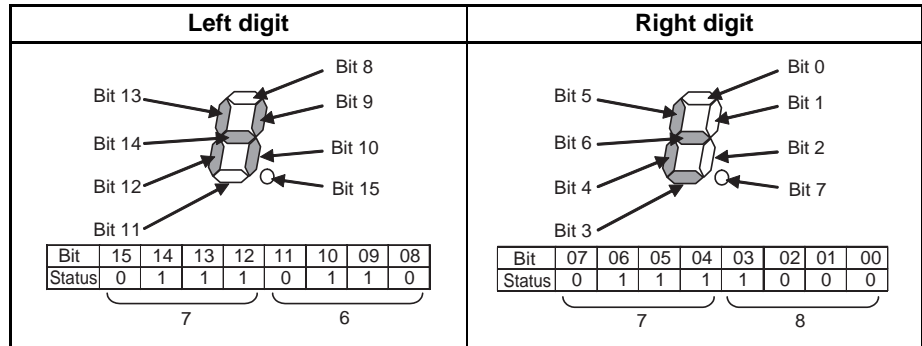 Left digit
Bit 8
Bit 13
Bit 9
Bit 14
Bit 10
Bit 12
Bit 15
Bit 11
Bit 15 14 13 12 11 10 09 08
Status 0 1 1 1 0 1 1 0
7 6
Right digit
Bit 0
Bit 5
Bit 1
Bit 6
Bit 2
Bit 4
Bit 7
Bit 3
Bit 07 06 05 04 03 02 01 00
Status 0 1 1 1 1 0 0 0
7 8